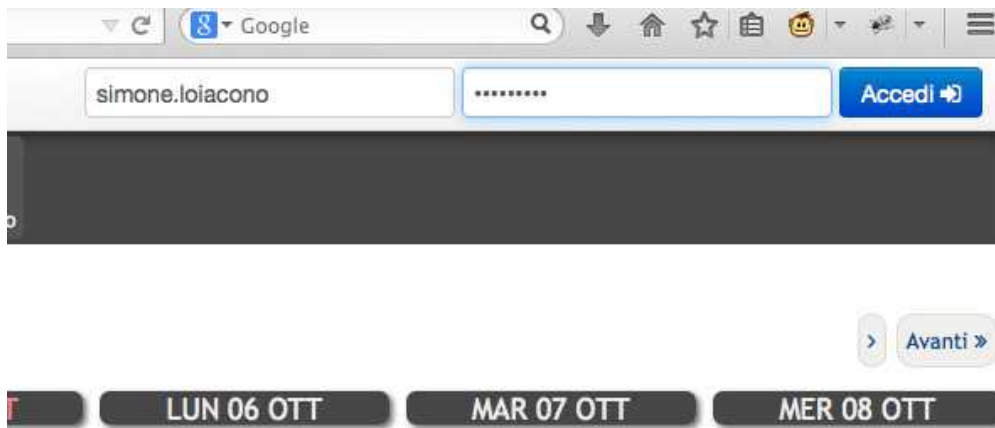 Google
simone.loiacono ••••••••• Accedi
> Avanti »
LUN 06 OTT MAR 07 OTT MER 08 OTT